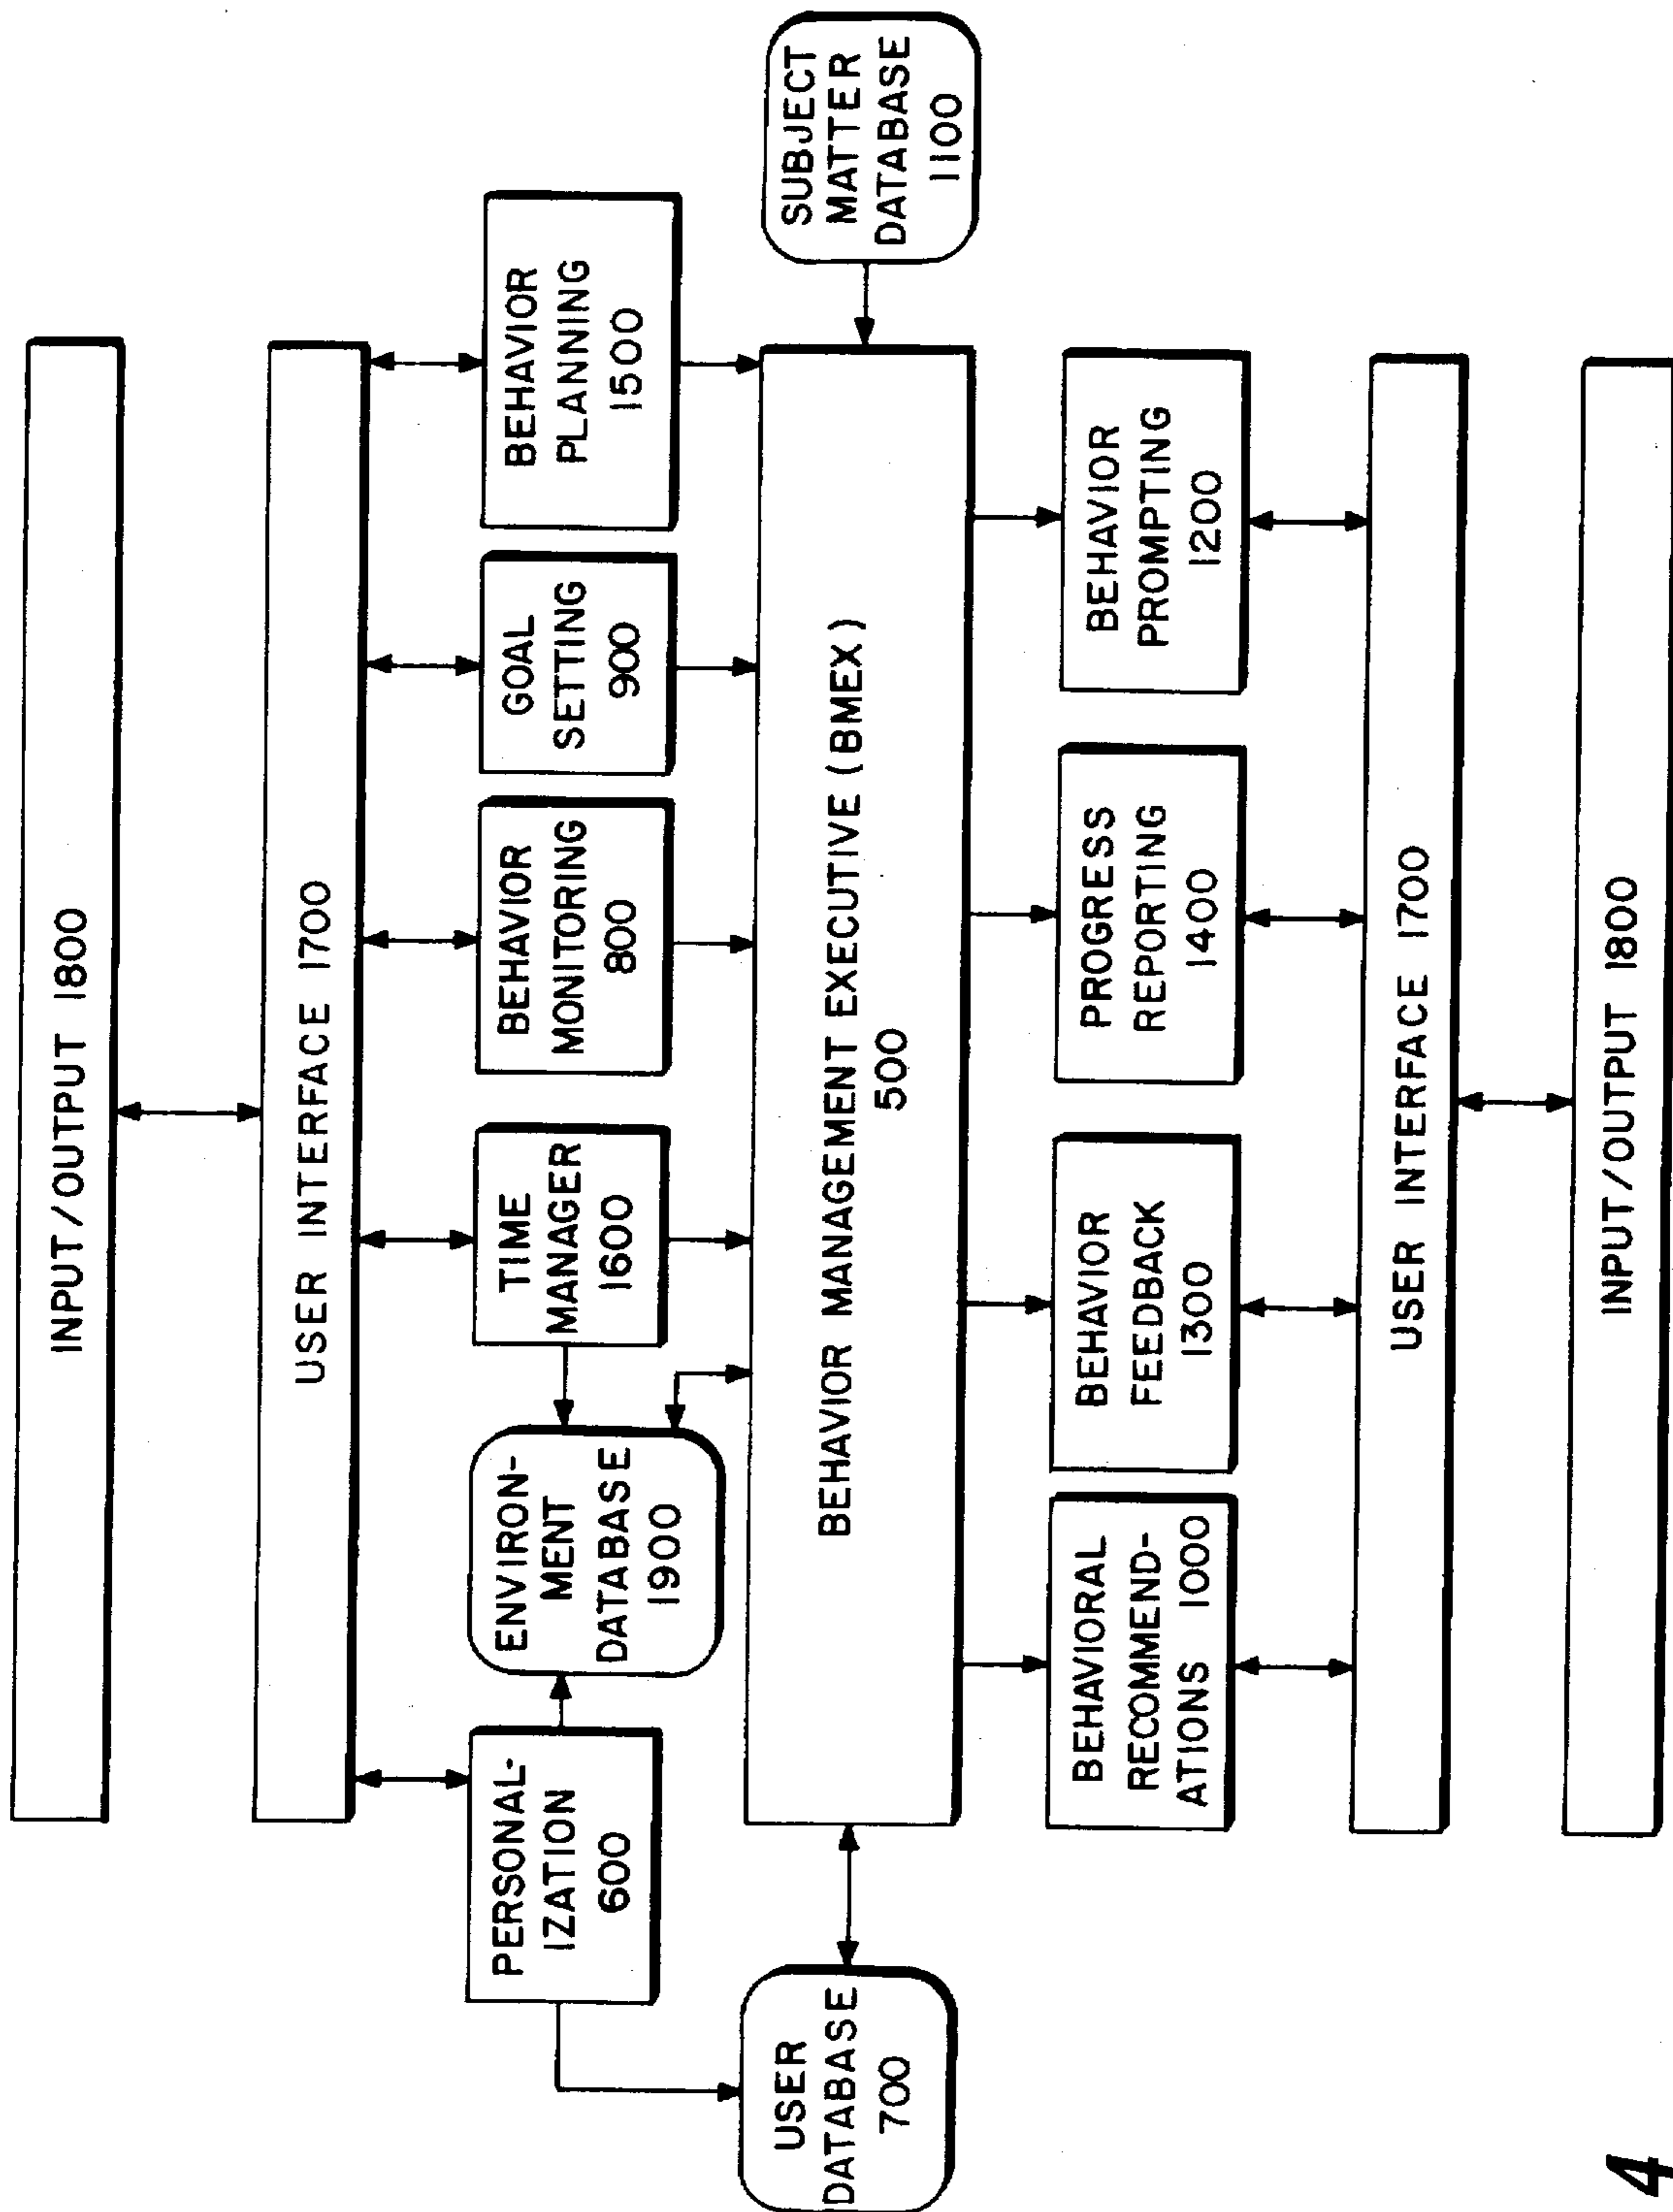 INPUT/OUTPUT 1800
USER INTERFACE 1700
PERSONAL-
IZATION
600
ENVIRON-
MENT
DATABASE
1900
TIME
MANAGER
1600
BEHAVIOR
MONITORING
800
GOAL
SETTING
900
BEHAVIOR
PLANNING
1500
USER
DATABASE
700
BEHAVIOR MANAGEMENT EXECUTIVE (BMEX)
500
SUBJECT
MATTER
DATABASE
1100
BEHAVIORAL
RECOMMEND-
ATIONS 1000
BEHAVIOR
FEEDBACK
1300
PROGRESS
REPORTING
1400
BEHAVIOR
PROMPTING
1200
USER INTERFACE 1700
INPUT/OUTPUT 1800
4